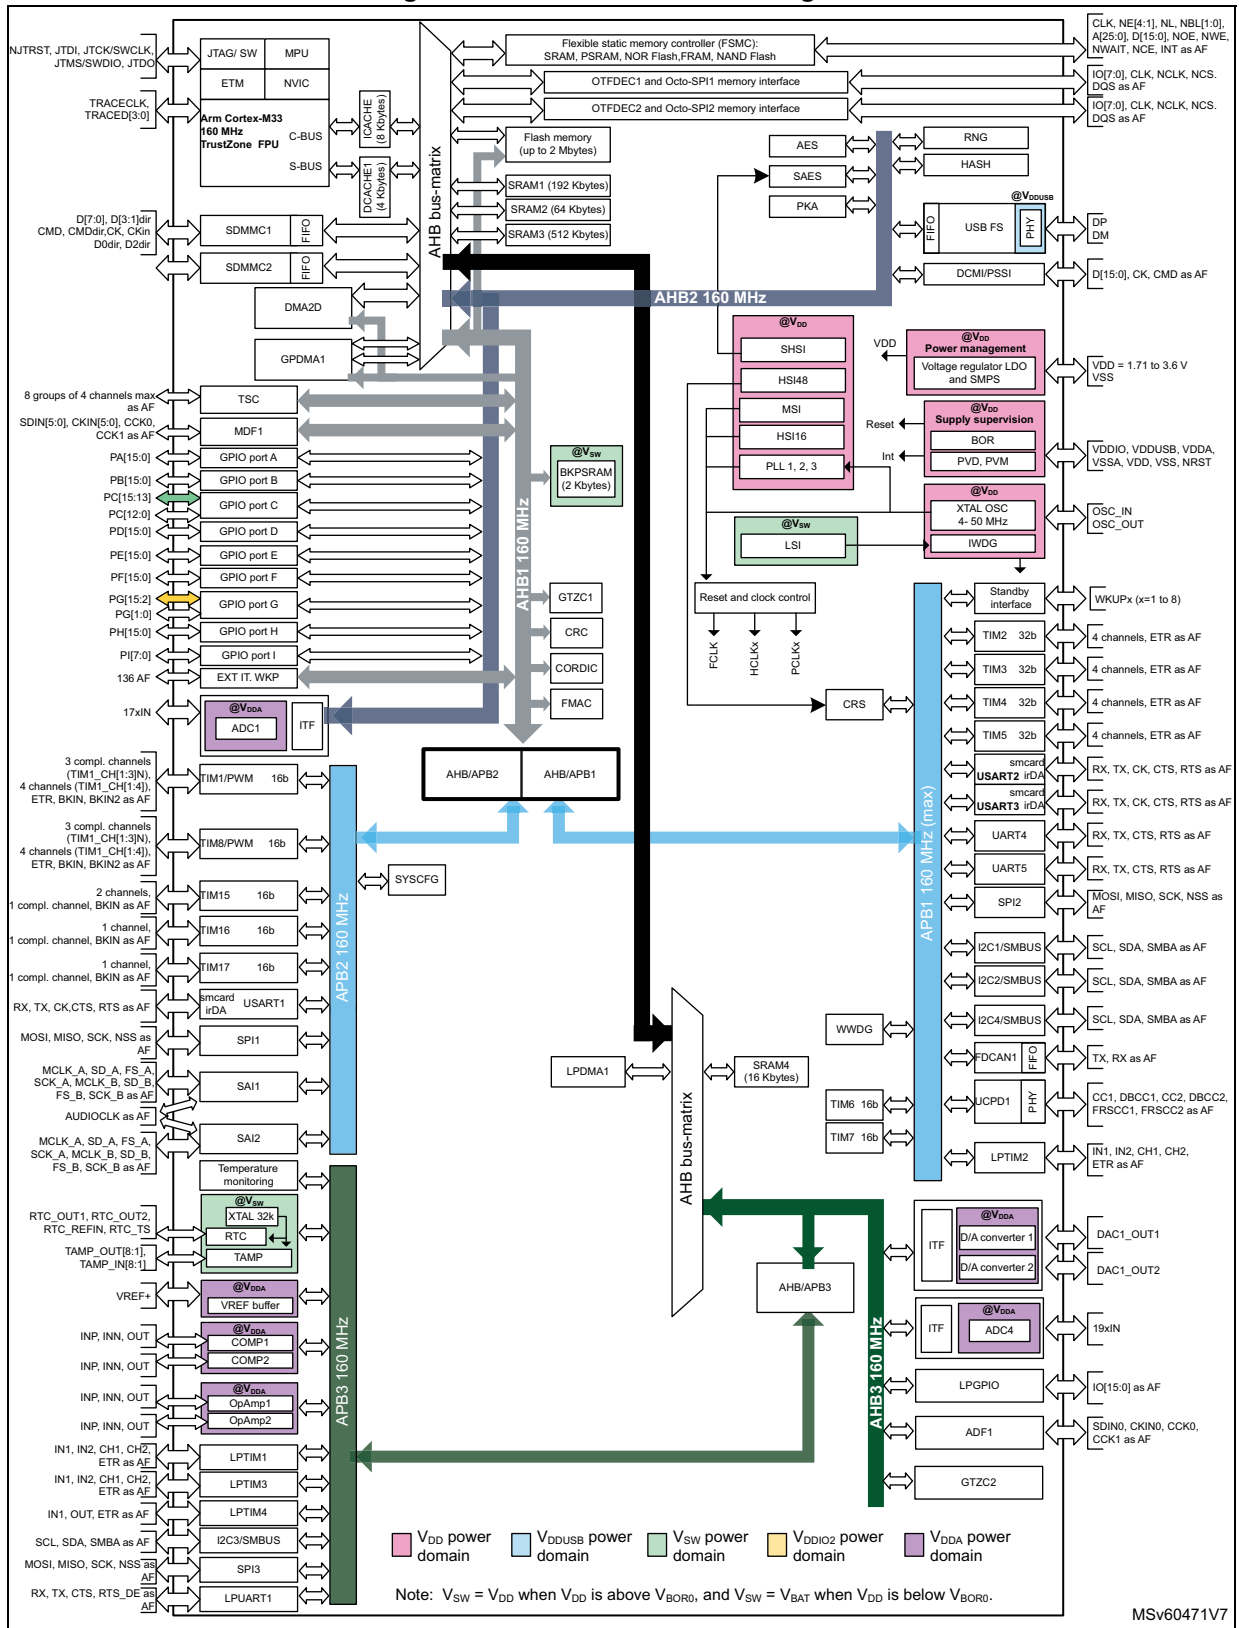 NJTRST, JTDI, JTCK/SWCLK,
JTMS/SWDIO, JTDO
TRACECLK,
TRACED[3:0]
JTAG/ SW
MPU
ETM
NVIC
Arm Cortex-M33
160 MHz
TrustZone FPU
C-BUS
S-BUS
ICACHE
(8 Kbytes)
DCACHE1
(4 Kbytes)
AHB bus-matrix
Flexible static memory controller (FSMC):
SRAM, PSRAM, NOR Flash,FRAM, NAND Flash
CLK, NE[4:1], NL, NBL[1:0],
A[25:0], D[15:0], NOE, NWE,
NWAIT, NCE, INT as AF
OTFDEC1 and Octo-SPI1 memory interface
IO[7:0], CLK, NCLK, NCS.
DQS as AF
OTFDEC2 and Octo-SPI2 memory interface
IO[7:0], CLK, NCLK, NCS.
DQS as AF
Flash memory
(up to 2 Mbytes)
SRAM1 (192 Kbytes)
SRAM2 (64 Kbytes)
SRAM3 (512 Kbytes)
AES
SAES
PKA
RNG
HASH
@VDDUSB
FIFO
USB FS
PHY
DP
DM
DCMI/PSSI
D[15:0], CK, CMD as AF
AHB2 160 MHz
D[7:0], D[3:1]dir
CMD, CMDdir,CK, CKin
D0dir, D2dir
SDMMC1
FIFO
SDMMC2
FIFO
DMA2D
GPDMA1
8 groups of 4 channels max
as AF
TSC
SDIN[5:0], CKIN[5:0], CCK0,
CCK1 as AF
MDF1
PA[15:0]
GPIO port A
PB[15:0]
GPIO port B
PC[15:13]
PC[12:0]
GPIO port C
PD[15:0]
GPIO port D
PE[15:0]
GPIO port E
PF[15:0]
GPIO port F
PG[15:2]
PG[1:0]
GPIO port G
PH[15:0]
GPIO port H
PI[7:0]
GPIO port I
136 AF
EXT IT. WKP
17xIN
@VDDA
ADC1
ITF
AHB1 160 MHz
@VSW
BKPSRAM
(2 Kbytes)
GTZC1
CRC
CORDIC
FMAC
@VDD
SHSI
HSI48
MSI
HSI16
PLL 1, 2, 3
@VSW
LSI
VDD
@VDD
Power management
Voltage regulator LDO
and SMPS
VDD = 1.71 to 3.6 V
VSS
@VDD
Supply supervision
Reset
BOR
Int
PVD, PVM
VDDIO, VDDUSB, VDDA,
VSSA, VDD, VSS, NRST
@VDD
XTAL OSC
4- 50 MHz
IWDG
OSC_IN
OSC_OUT
Reset and clock control
FCLK
HCLKx
PCLKx
Standby
interface
WKUPx (x=1 to 8)
CRS
APB1 160 MHz (max)
TIM2 32b
4 channels, ETR as AF
TIM3 32b
4 channels, ETR as AF
TIM4 32b
4 channels, ETR as AF
TIM5 32b
4 channels, ETR as AF
smcard
USART2 irDA
RX, TX, CK, CTS, RTS as AF
smcard
USART3 irDA
RX, TX, CK, CTS, RTS as AF
UART4
RX, TX, CTS, RTS as AF
UART5
RX, TX, CTS, RTS as AF
SPI2
MOSI, MISO, SCK, NSS as
AF
I2C1/SMBUS
SCL, SDA, SMBA as AF
I2C2/SMBUS
SCL, SDA, SMBA as AF
I2C4/SMBUS
SCL, SDA, SMBA as AF
WWDG
FDCAN1
FIFO
TX, RX as AF
UCPD1
PHY
CC1, DBCC1, CC2, DBCC2,
FRSCC1, FRSCC2 as AF
TIM6 16b
TIM7 16b
LPTIM2
IN1, IN2, CH1, CH2,
ETR as AF
AHB/APB2
AHB/APB1
3 compl. channels
(TIM1_CH[1:3]N),
4 channels (TIM1_CH[1:4]),
ETR, BKIN, BKIN2 as AF
TIM1/PWM 16b
3 compl. channels
(TIM1_CH[1:3]N),
4 channels (TIM1_CH[1:4]),
ETR, BKIN, BKIN2 as AF
TIM8/PWM 16b
SYSCFG
2 channels,
1 compl. channel, BKIN as AF
TIM15 16b
1 channel,
1 compl. channel, BKIN as AF
TIM16 16b
1 channel,
1 compl. channel, BKIN as AF
TIM17 16b
APB2 160 MHz
RX, TX, CK,CTS, RTS as AF
smcard
irDA
USART1
MOSI, MISO, SCK, NSS as
AF
SPI1
MCLK_A, SD_A, FS_A,
SCK_A, MCLK_B, SD_B,
FS_B, SCK_B as AF
SAI1
AUDIOCLK as AF
MCLK_A, SD_A, FS_A,
SCK_A, MCLK_B, SD_B,
FS_B, SCK_B as AF
SAI2
LPDMA1
AHB bus-matrix
SRAM4
(16 Kbytes)
Temperature
monitoring
@VSW
XTAL 32k
RTC
TAMP
RTC_OUT1, RTC_OUT2,
RTC_REFIN, RTC_TS
TAMP_OUT[8:1],
TAMP_IN[8:1]
VREF+
@VDDA
VREF buffer
INP, INN, OUT
INP, INN, OUT
@VDDA
COMP1
COMP2
INP, INN, OUT
INP, INN, OUT
@VDDA
OpAmp1
OpAmp2
APB3 160 MHz
IN1, IN2, CH1, CH2,
ETR as AF
LPTIM1
IN1, IN2, CH1, CH2,
ETR as AF
LPTIM3
IN1, OUT, ETR as AF
LPTIM4
SCL, SDA, SMBA as AF
I2C3/SMBUS
MOSI, MISO, SCK, NSS as
AF
SPI3
RX, TX, CTS, RTS_DE as
AF
LPUART1
AHB/APB3
AHB3 160 MHz
ITF
@VDDA
D/A converter 1
D/A converter 2
DAC1_OUT1
DAC1_OUT2
ITF
@VDDA
ADC4
19xIN
LPGPIO
IO[15:0] as AF
ADF1
SDIN0, CKIN0, CCK0,
CCK1 as AF
GTZC2
VDD power
domain
VDDUSB power
domain
VSW power
domain
VDDIO2 power
domain
VDDA power
domain
Note: VSW = VDD when VDD is above VBOR0, and VSW = VBAT when VDD is below VBOR0.
MSv60471V7